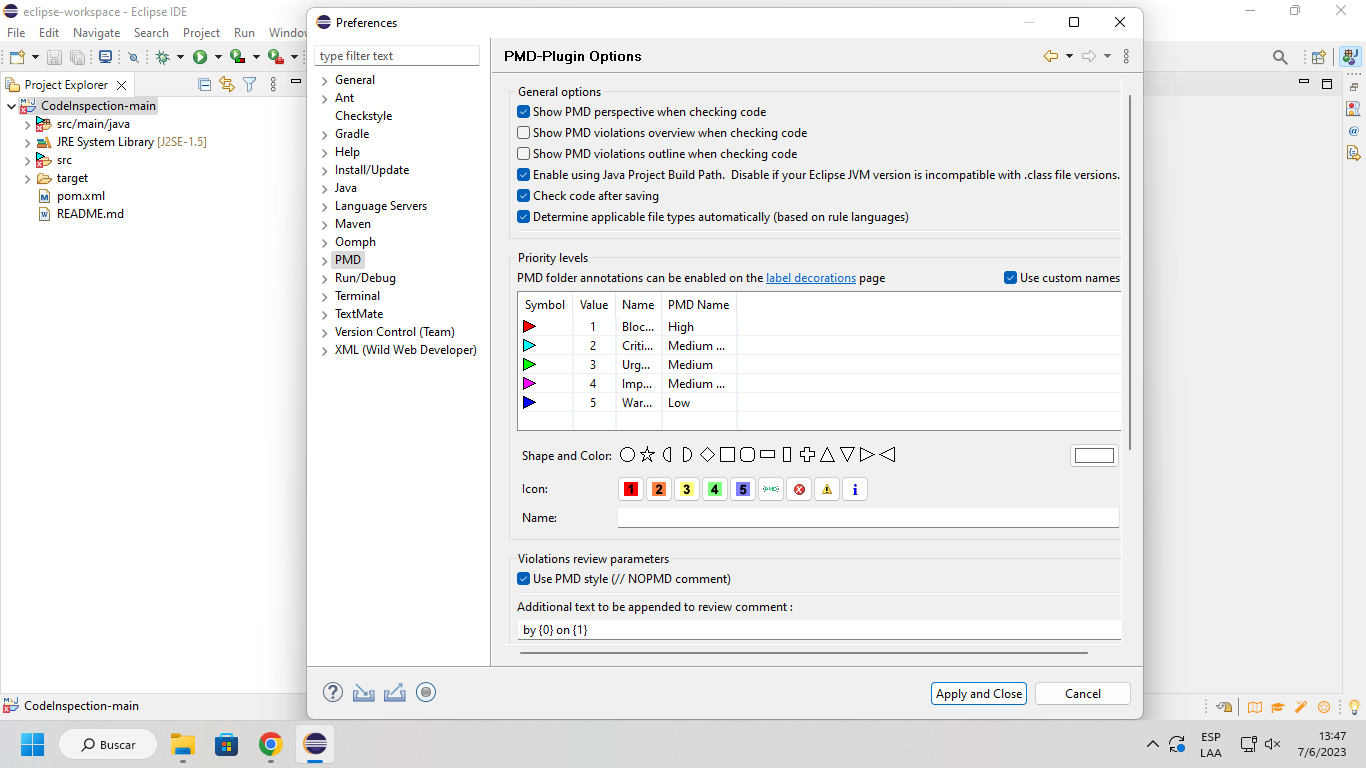 eclipse-workspace - Eclipse IDE
File Edit Navigate Search Project Run Window
Project Explorer
CodeInspection-main
src/main/java
JRE System Library [J2SE-1.5]
src
target
pom.xml
README.md
Preferences
type filter text
General
Ant
Checkstyle
Gradle
Help
Install/Update
Java
Language Servers
Maven
Oomph
PMD
Run/Debug
Terminal
TextMate
Version Control (Team)
XML (Wild Web Developer)
PMD-Plugin Options
General options
Show PMD perspective when checking code
Show PMD violations overview when checking code
Show PMD violations outline when checking code
Enable using Java Project Build Path. Disable if your Eclipse JVM version is incompatible with .class file versions.
Check code after saving
Determine applicable file types automatically (based on rule languages)
Priority levels
PMD folder annotations can be enabled on the label decorations page
Use custom names
Symbol Value Name PMD Name
1 Bloc... High
2 Criti... Medium ...
3 Urg... Medium
4 Imp... Medium ...
5 War... Low
Shape and Color:
Icon: 1 2 3 4 5 PMD
Name:
Violations review parameters
Use PMD style (// NOPMD comment)
Additional text to be appended to review comment :
by {0} on {1}
Apply and Close Cancel
CodeInspection-main
Buscar
ESP
LAA
13:47
7/6/2023